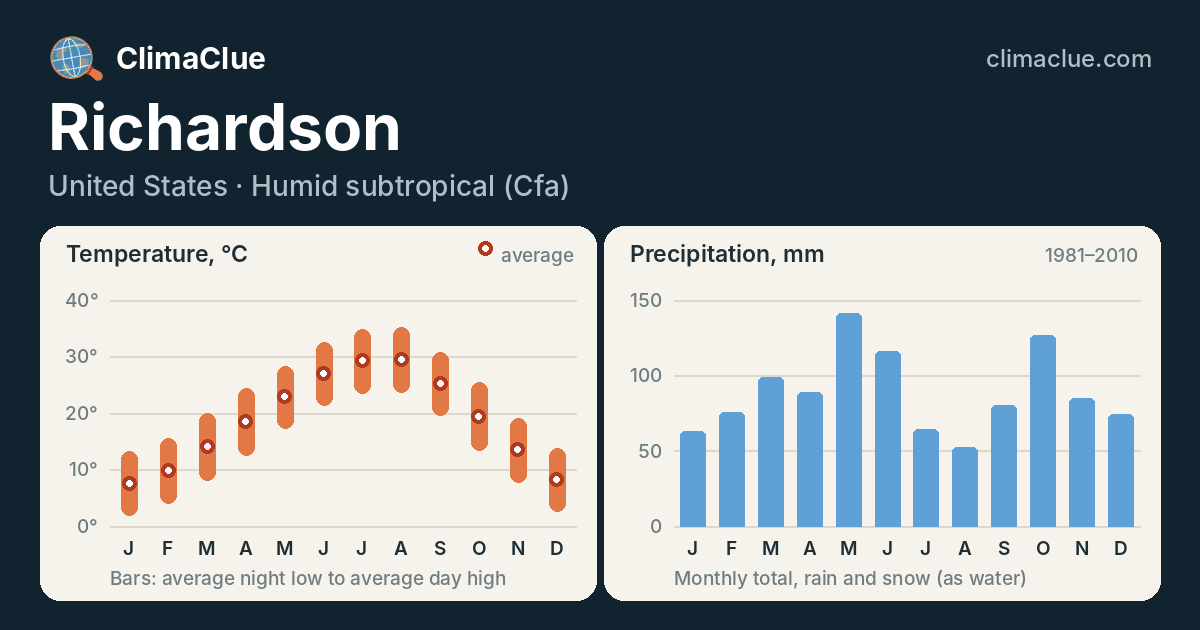 ClimaClue
climaclue.com
Richardson
United States · Humid subtropical (Cfa)
Temperature, °C
average
40°
30°
20°
10°
0°
J F M A M J J A S O N D
Bars: average night low to average day high
Precipitation, mm
1981–2010
150
100
50
0
J F M A M J J A S O N D
Monthly total, rain and snow (as water)